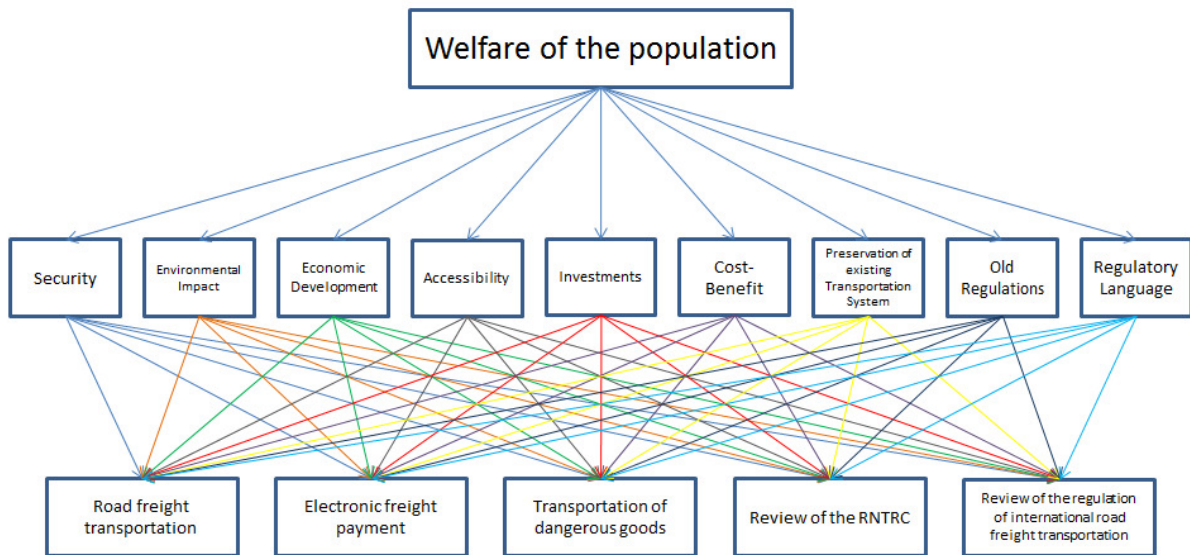 Welfare of the population
Security
Environmental
Impact
Economic
Development
Accessibility
Investments
Cost-
Benefit
Preservation of
existing
Transportation
System
Old
Regulations
Regulatory
Language
Road freight
transportation
Electronic freight
payment
Transportation of
dangerous goods
Review of the RNTRC
Review of the regulation
of international road
freight transportation